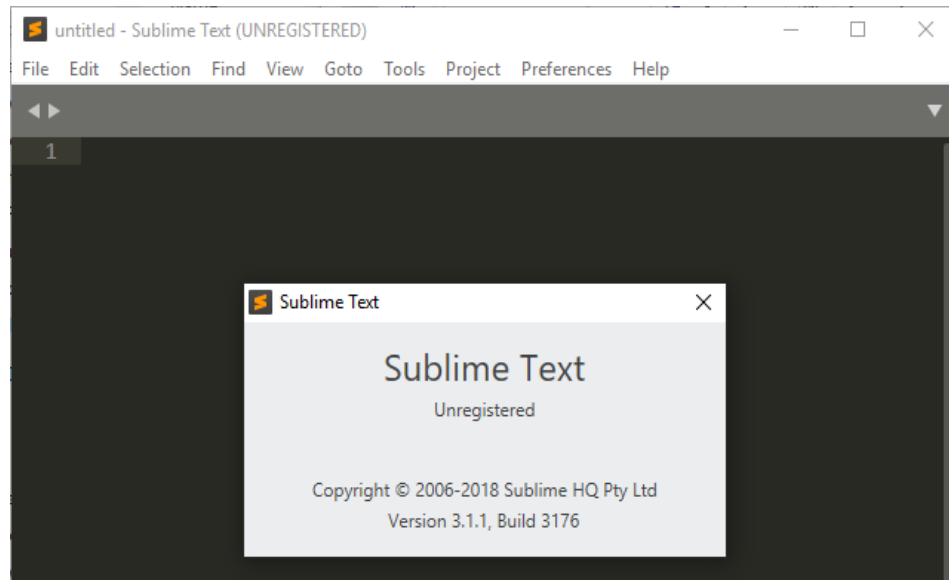 untitled - Sublime Text (UNREGISTERED)
File Edit Selection Find View Goto Tools Project Preferences Help
1
Sublime Text
Sublime Text
Unregistered
Copyright © 2006-2018 Sublime HQ Pty Ltd
Version 3.1.1, Build 3176